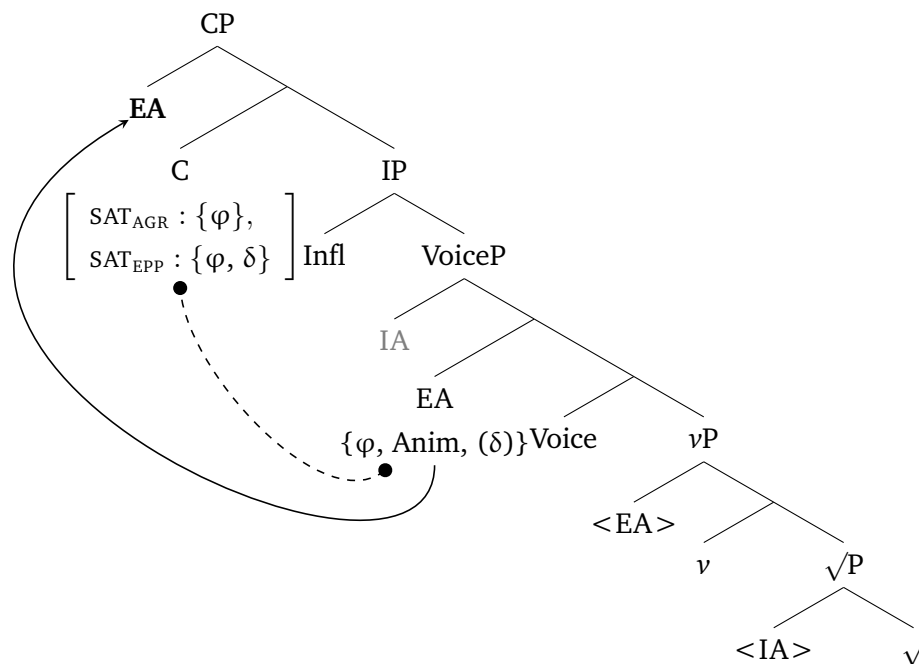 CP
EA
C IP
SAT_AGR : {φ},
SAT_EPP : {φ, δ}
Infl VoiceP
IA
EA
{φ, Anim, (δ)} Voice vP
<EA>
v √P
<IA> √